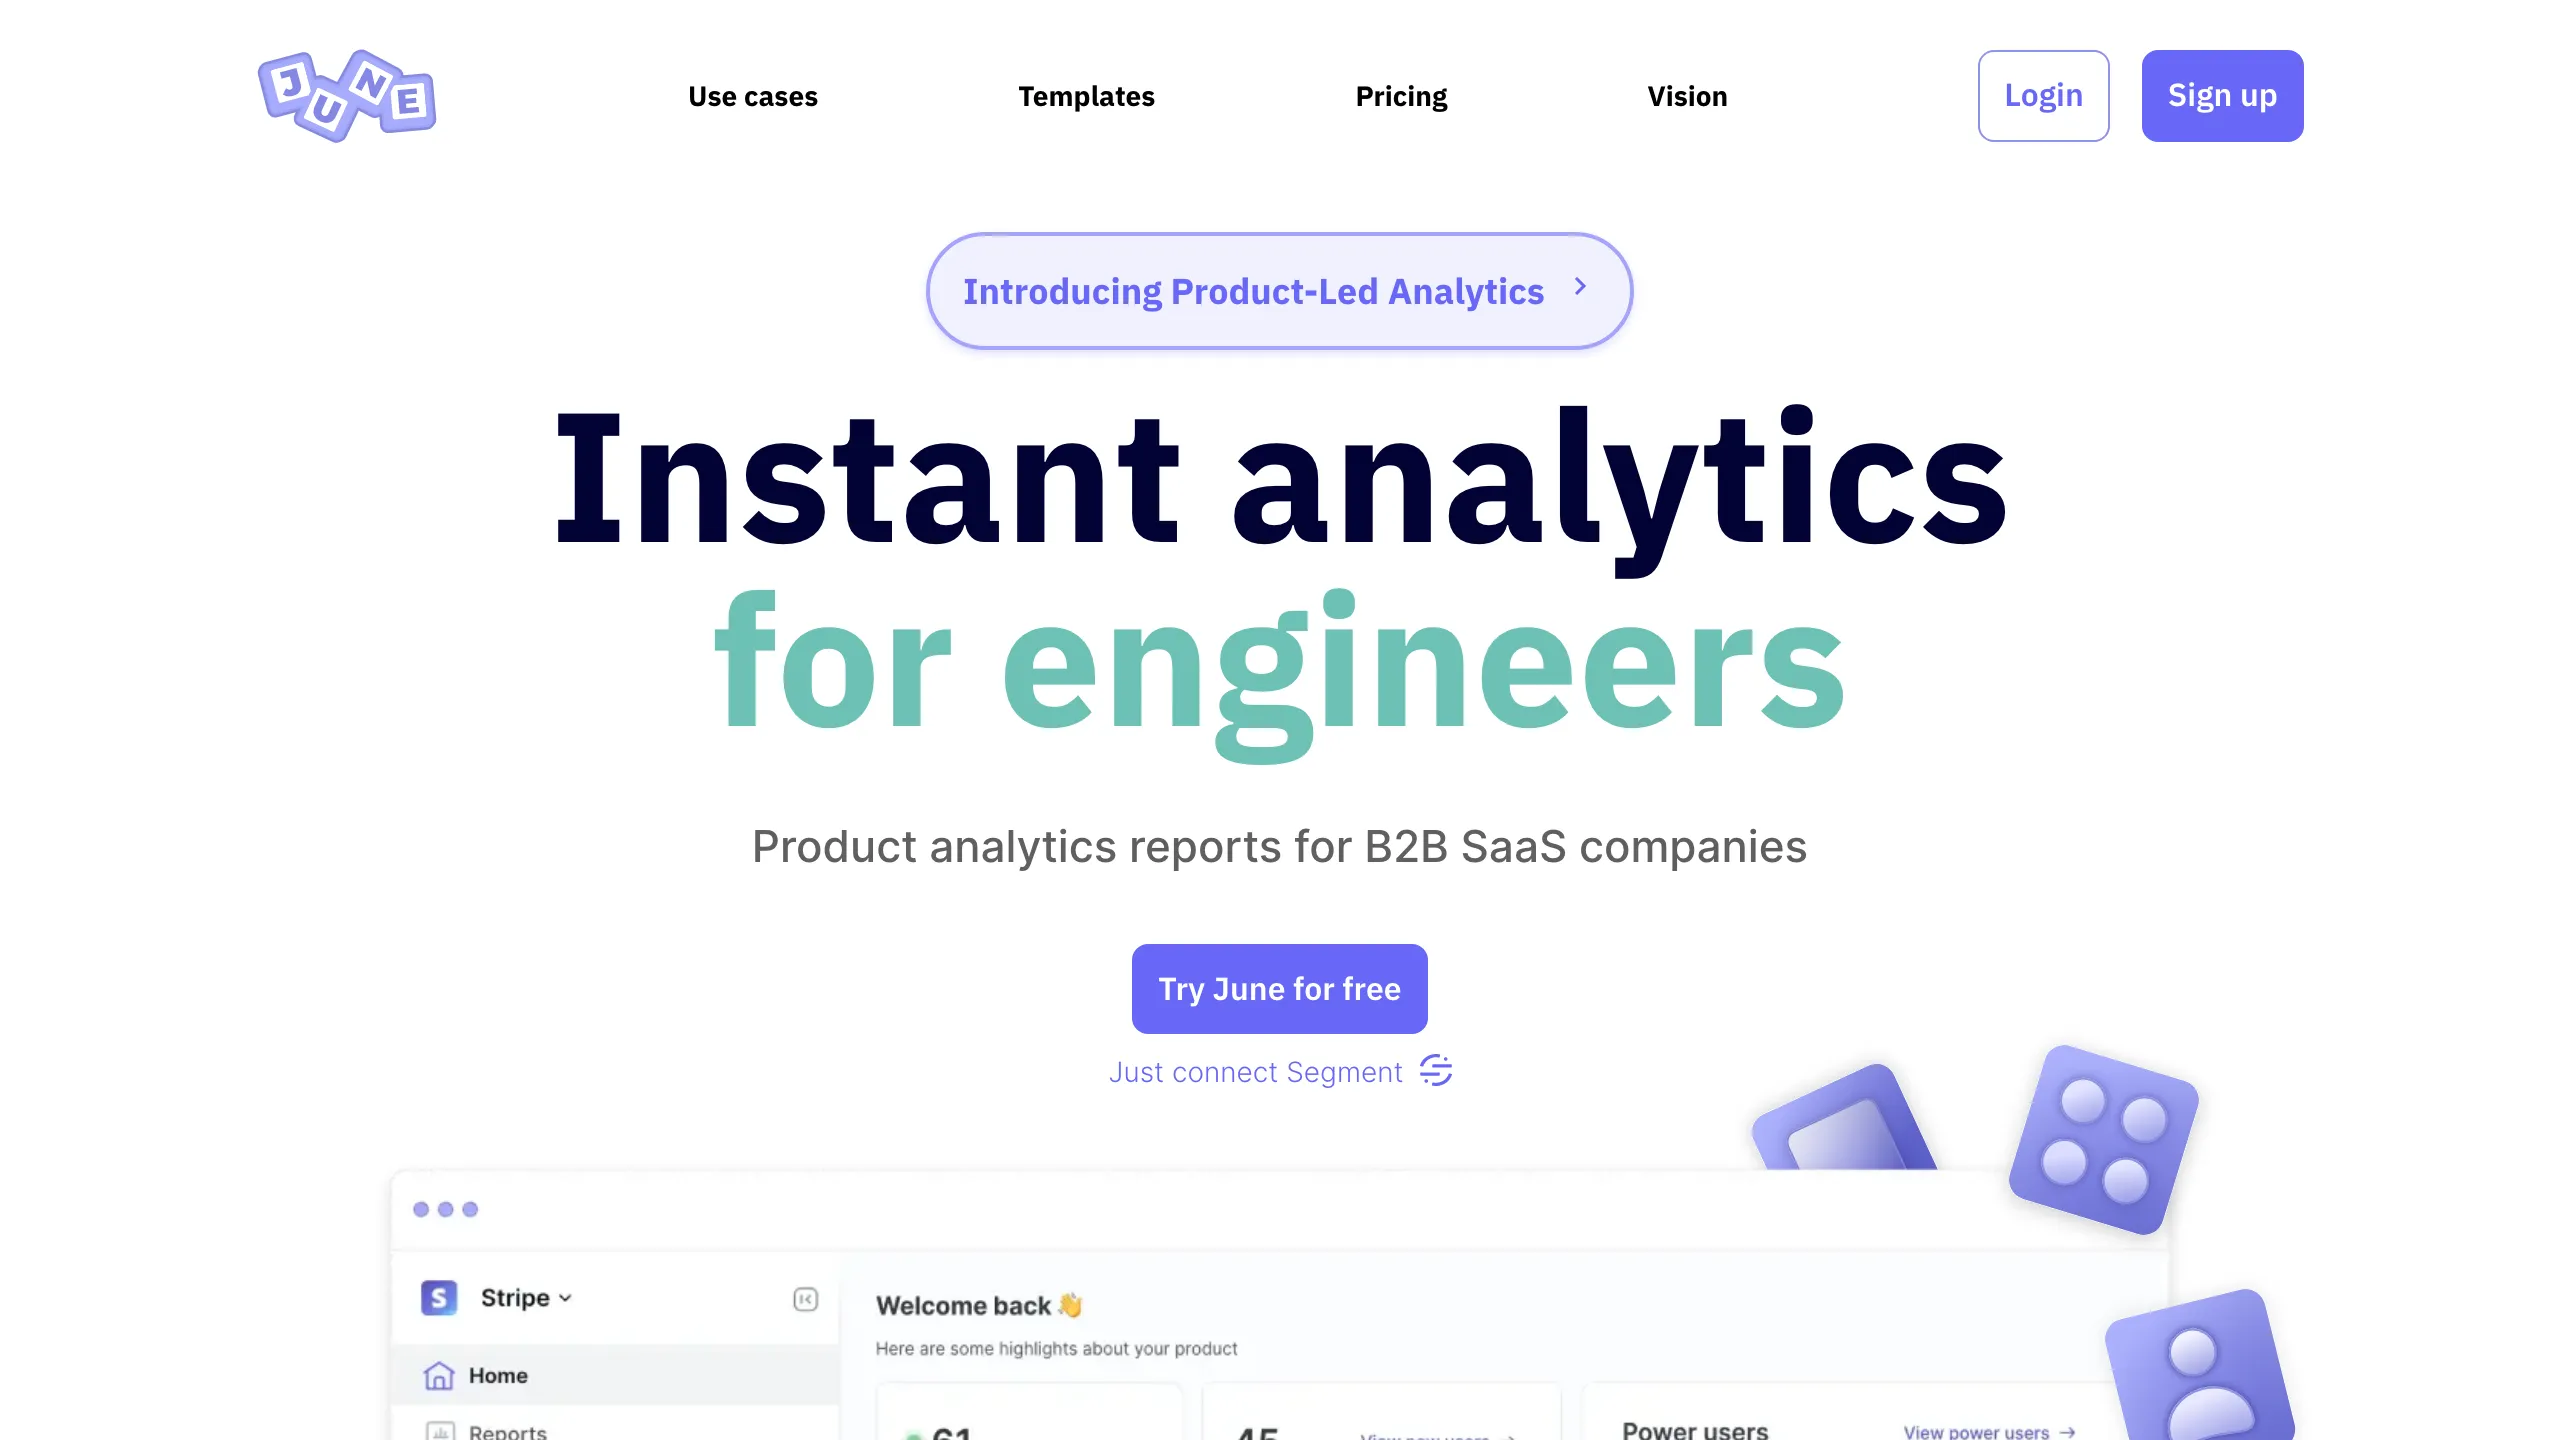 JUNE
Use cases
Templates
Pricing
Vision
Login
Sign up
Introducing Product-Led Analytics
Instant analytics
for engineers
Product analytics reports for B2B SaaS companies
Try June for free
Just connect Segment
S
Stripe
Welcome back
Here are some highlights about your product
Home
Reports
61
45
View new users →
Power users
View power users →